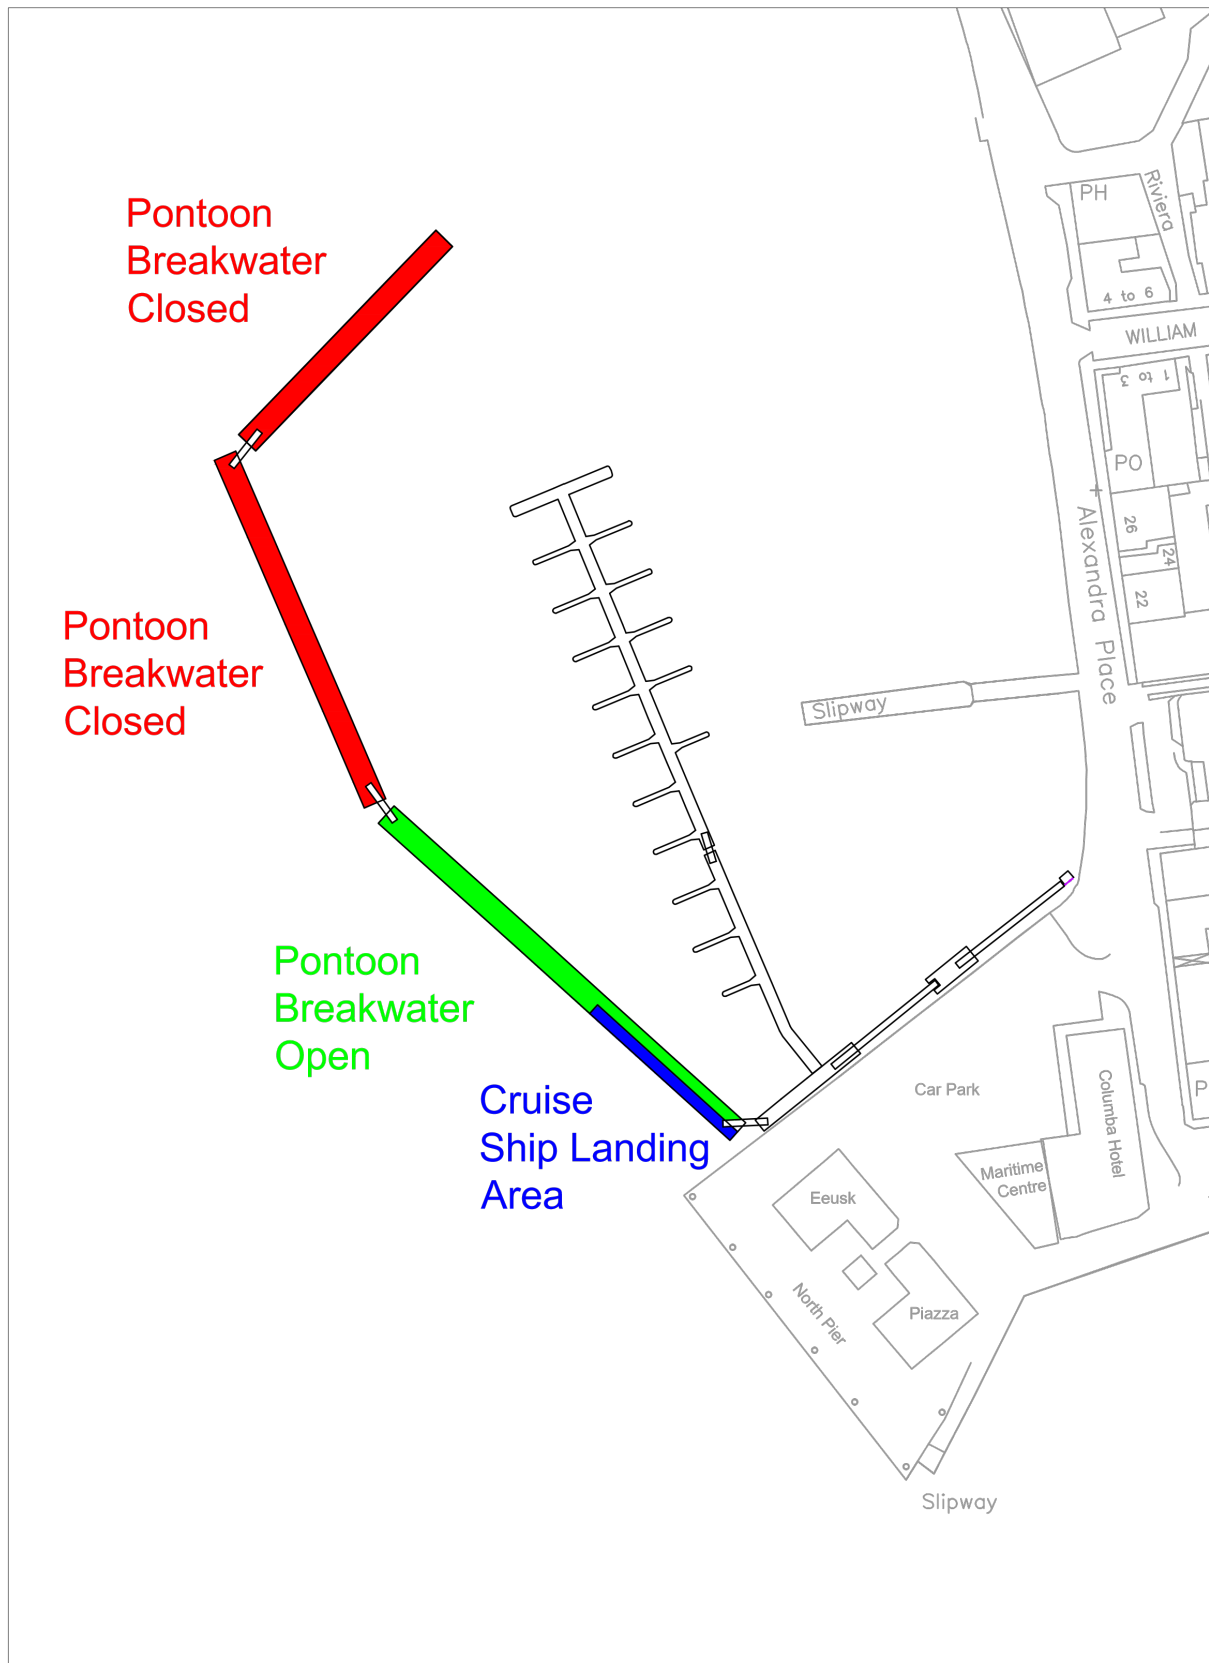 Pontoon
Breakwater
Closed
PH
Riviera
4 to 6
WILLIAM
1 to 3
PO
26
24
22
Alexandra Place
Pontoon
Breakwater
Closed
Slipway
Pontoon
Breakwater
Open
Cruise
Ship Landing
Area
Car Park
Columba Hotel
P
Maritime
Centre
Eeusk
North Pier
Piazza
Slipway